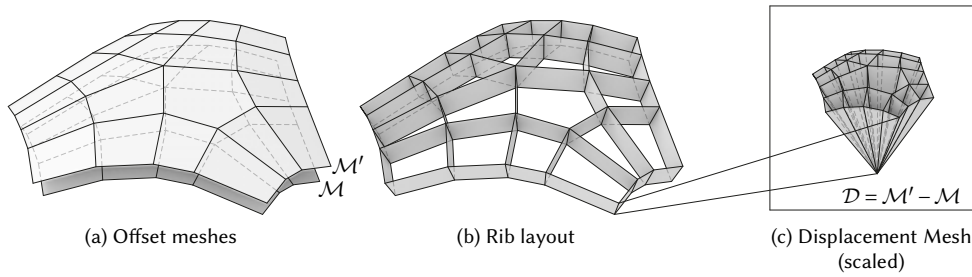 ℳ′
ℳ
𝒟 = ℳ′ − ℳ
(a) Offset meshes
(b) Rib layout
(c) Displacement Mesh
(scaled)